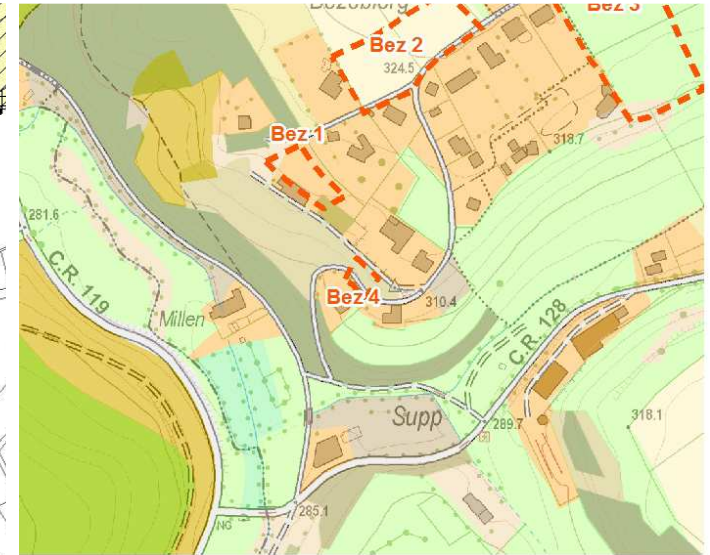 Bez 3
Bez 2
324.5
Bez 1
318.7
281.6
C.R. 119
Bez 4
310.4
Millen
C.R. 128
Supp
289.7
318.1
285.1
NG